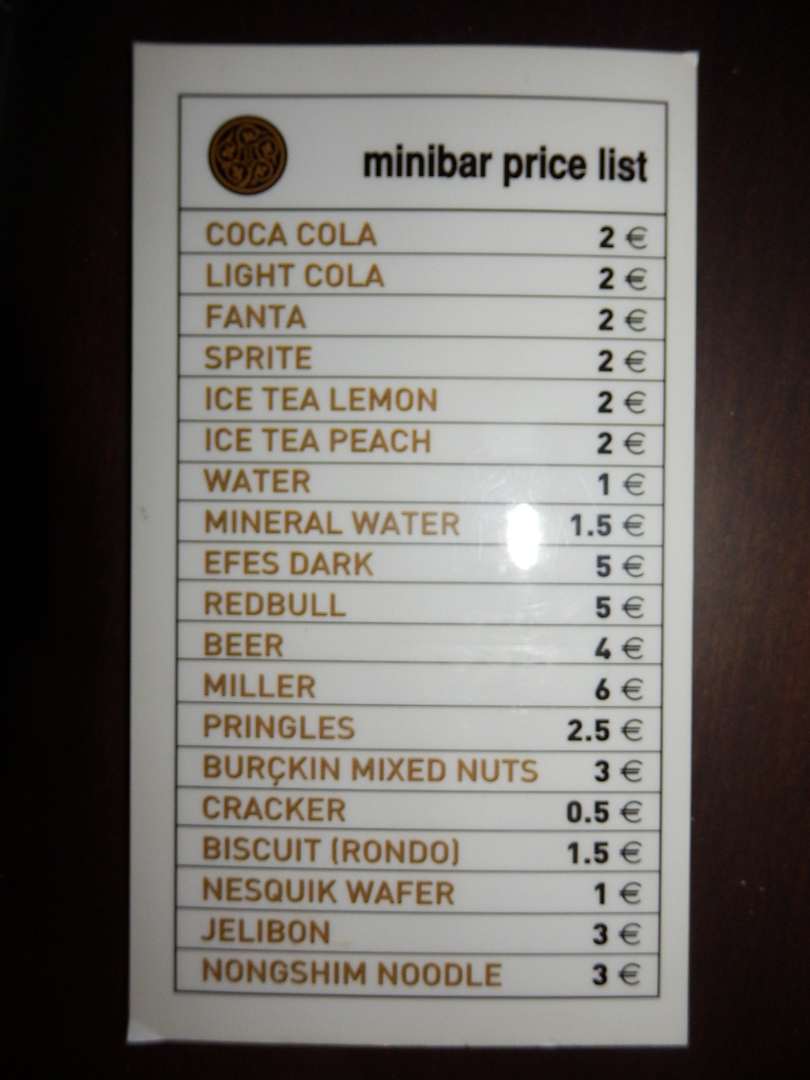 minibar price list
COCA COLA 2 €
LIGHT COLA 2 €
FANTA 2 €
SPRITE 2 €
ICE TEA LEMON 2 €
ICE TEA PEACH 2 €
WATER 1 €
MINERAL WATER 1.5 €
EFES DARK 5 €
REDBULL 5 €
BEER 4 €
MILLER 6 €
PRINGLES 2.5 €
BURÇKIN MIXED NUTS 3 €
CRACKER 0.5 €
BISCUIT (RONDO) 1.5 €
NESQUIK WAFER 1 €
JELIBON 3 €
NONGSHIM NOODLE 3 €